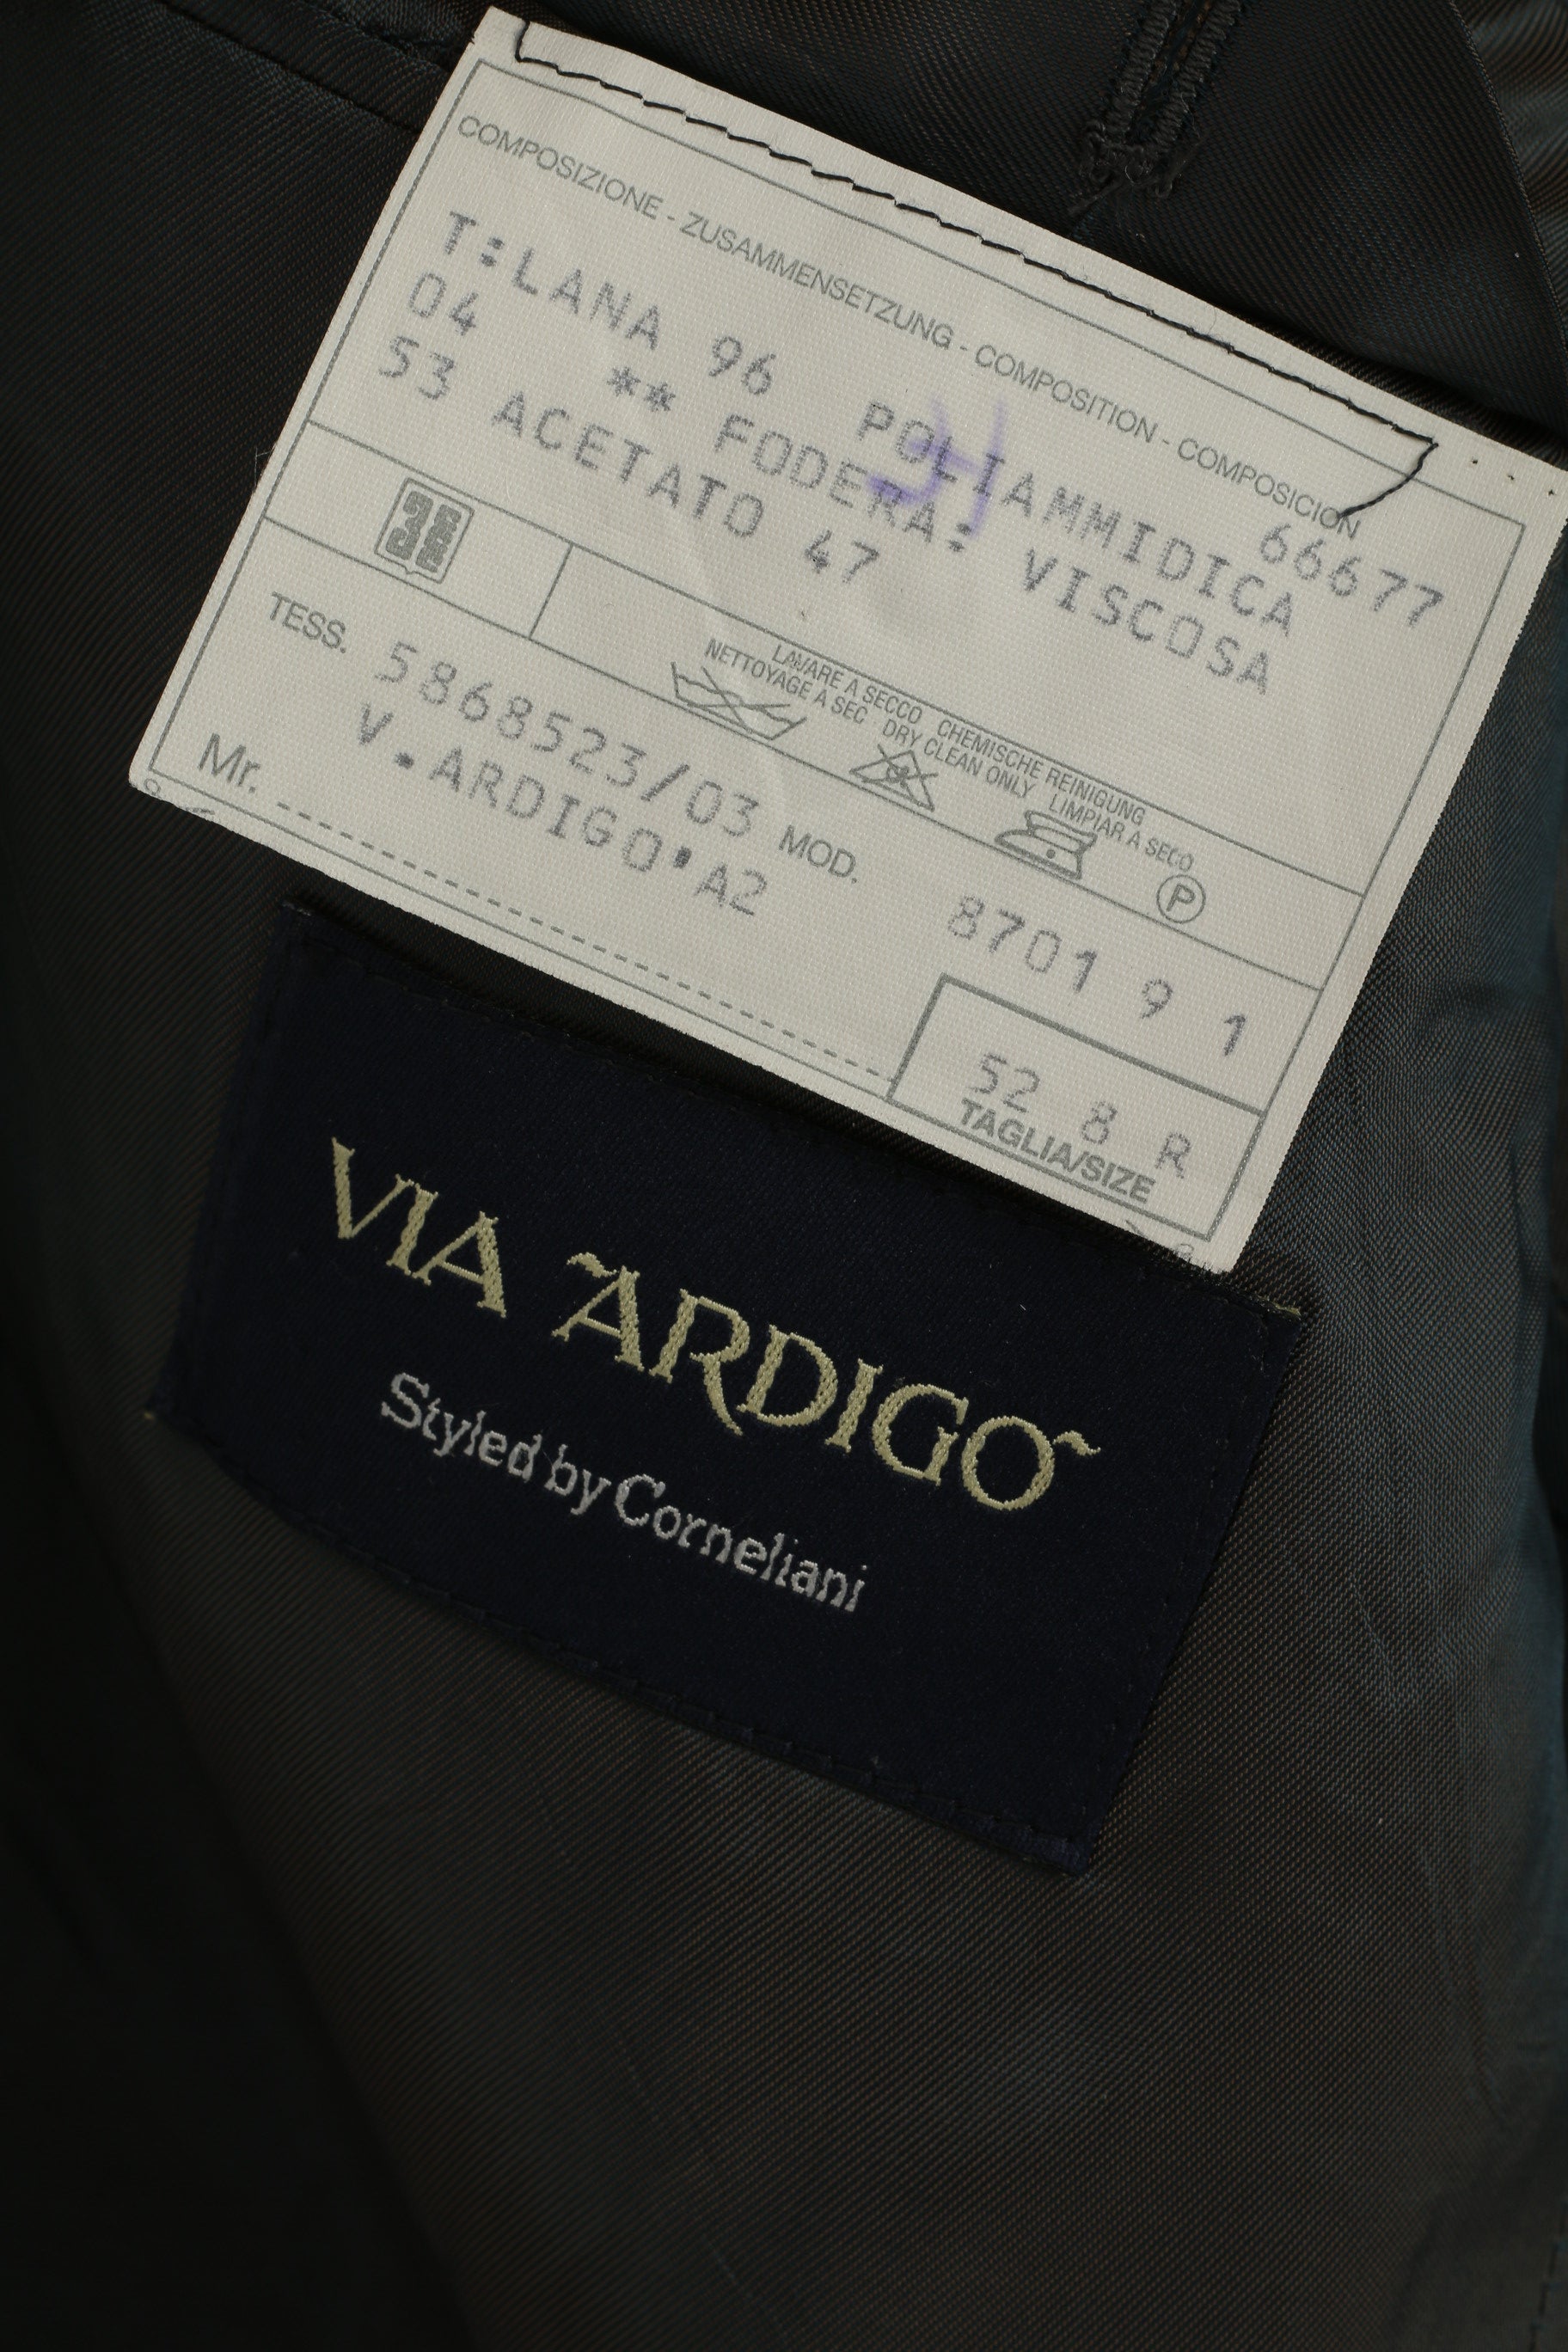 COMPOSIZIONE - ZUSAMMENSETZUNG - COMPOSITION - COMPOSICION
66677
T:LANA 96 POLIAMMIDICA
04 ** FODERA: VISCOSA
53 ACETATO 47
LAVARE A SECCO CHEMISCHE REINIGUNG
NETTOYAGE A SEC DRY CLEAN ONLY LIMPIAR A SECO
CL
P
TESS. 5868523/03 MOD. 8701 9 1
V.ARDIGO'A2
Mr.
52 8 R
TAGLIA/SIZE
VIA ARDIGO
Styled by Corneliani